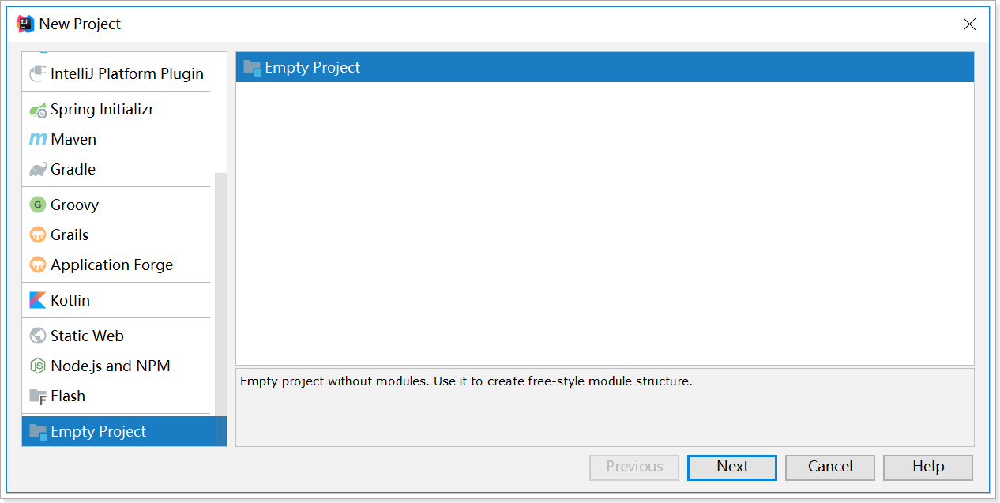 New Project
IntelliJ Platform Plugin
Spring Initializr
Maven
Gradle
Groovy
Grails
Application Forge
Kotlin
Static Web
Node.js and NPM
Flash
Empty Project
Empty Project
Empty project without modules. Use it to create free-style module structure.
Previous
Next
Cancel
Help